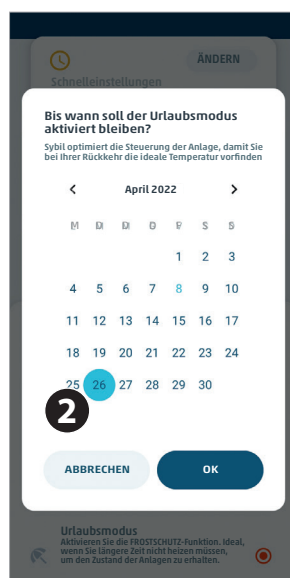 ÄNDERN
Schnelleinstellungen
Bis wann soll der Urlaubsmodus
aktiviert bleiben?
Sybil optimiert die Steuerung der Anlage, damit Sie
bei Ihrer Rückkehr die ideale Temperatur vorfinden
April 2022
M D M D F S S
1 2 3
4 5 6 7 8 9 10
11 12 13 14 15 16 17
18 19 20 21 22 23 24
25 26 27 28 29 30
2
ABBRECHEN OK
Urlaubsmodus
Aktivieren Sie die FROSTSCHUTZ-Funktion. Ideal,
wenn Sie längere Zeit nicht heizen müssen,
um den Zustand der Anlagen zu erhalten.